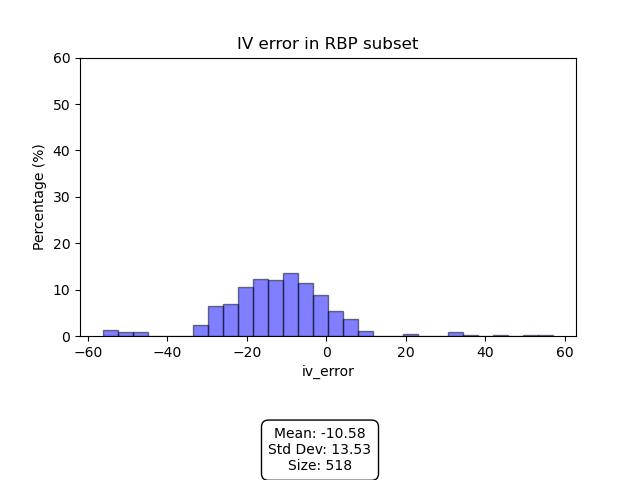 IV error in RBP subset
60
50
40
30
20
10
0
Percentage (%)
−60 −40 −20 0 20 40 60
iv_error
Mean: -10.58
Std Dev: 13.53
Size: 518